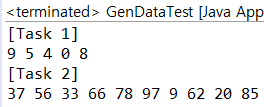 <terminated> GenDataTest [Java App
[Task 1]
9 5 4 0 8
[Task 2]
37 56 33 66 78 97 9 62 20 85